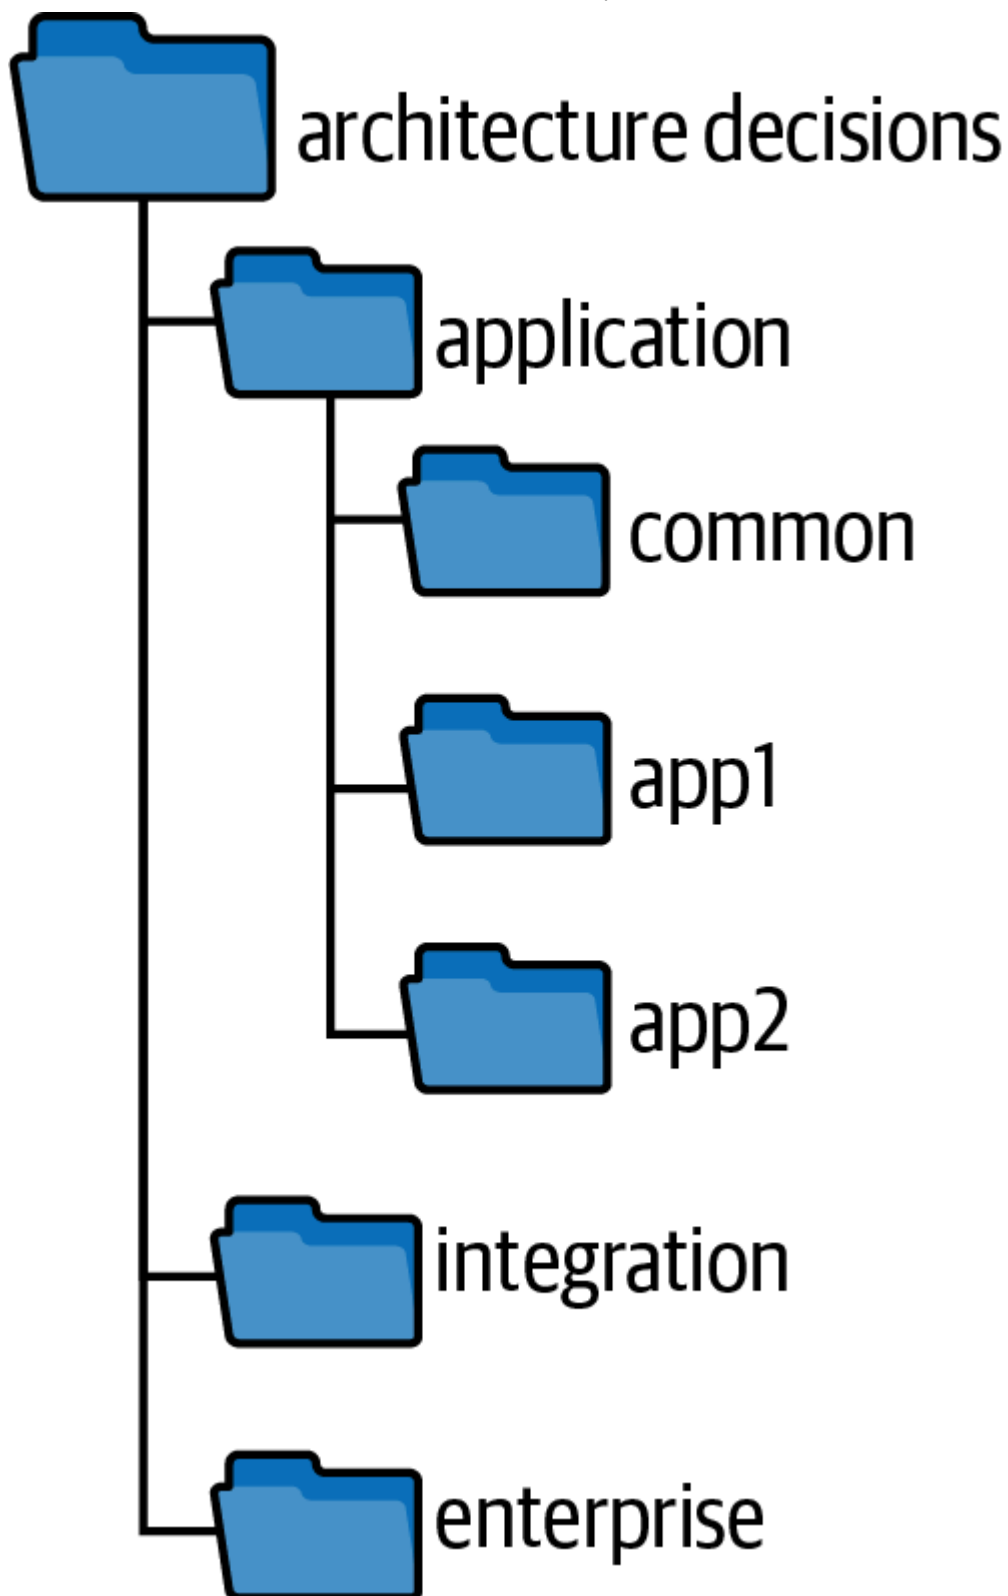 architecture decisions
application
common
app1
app2
integration
enterprise